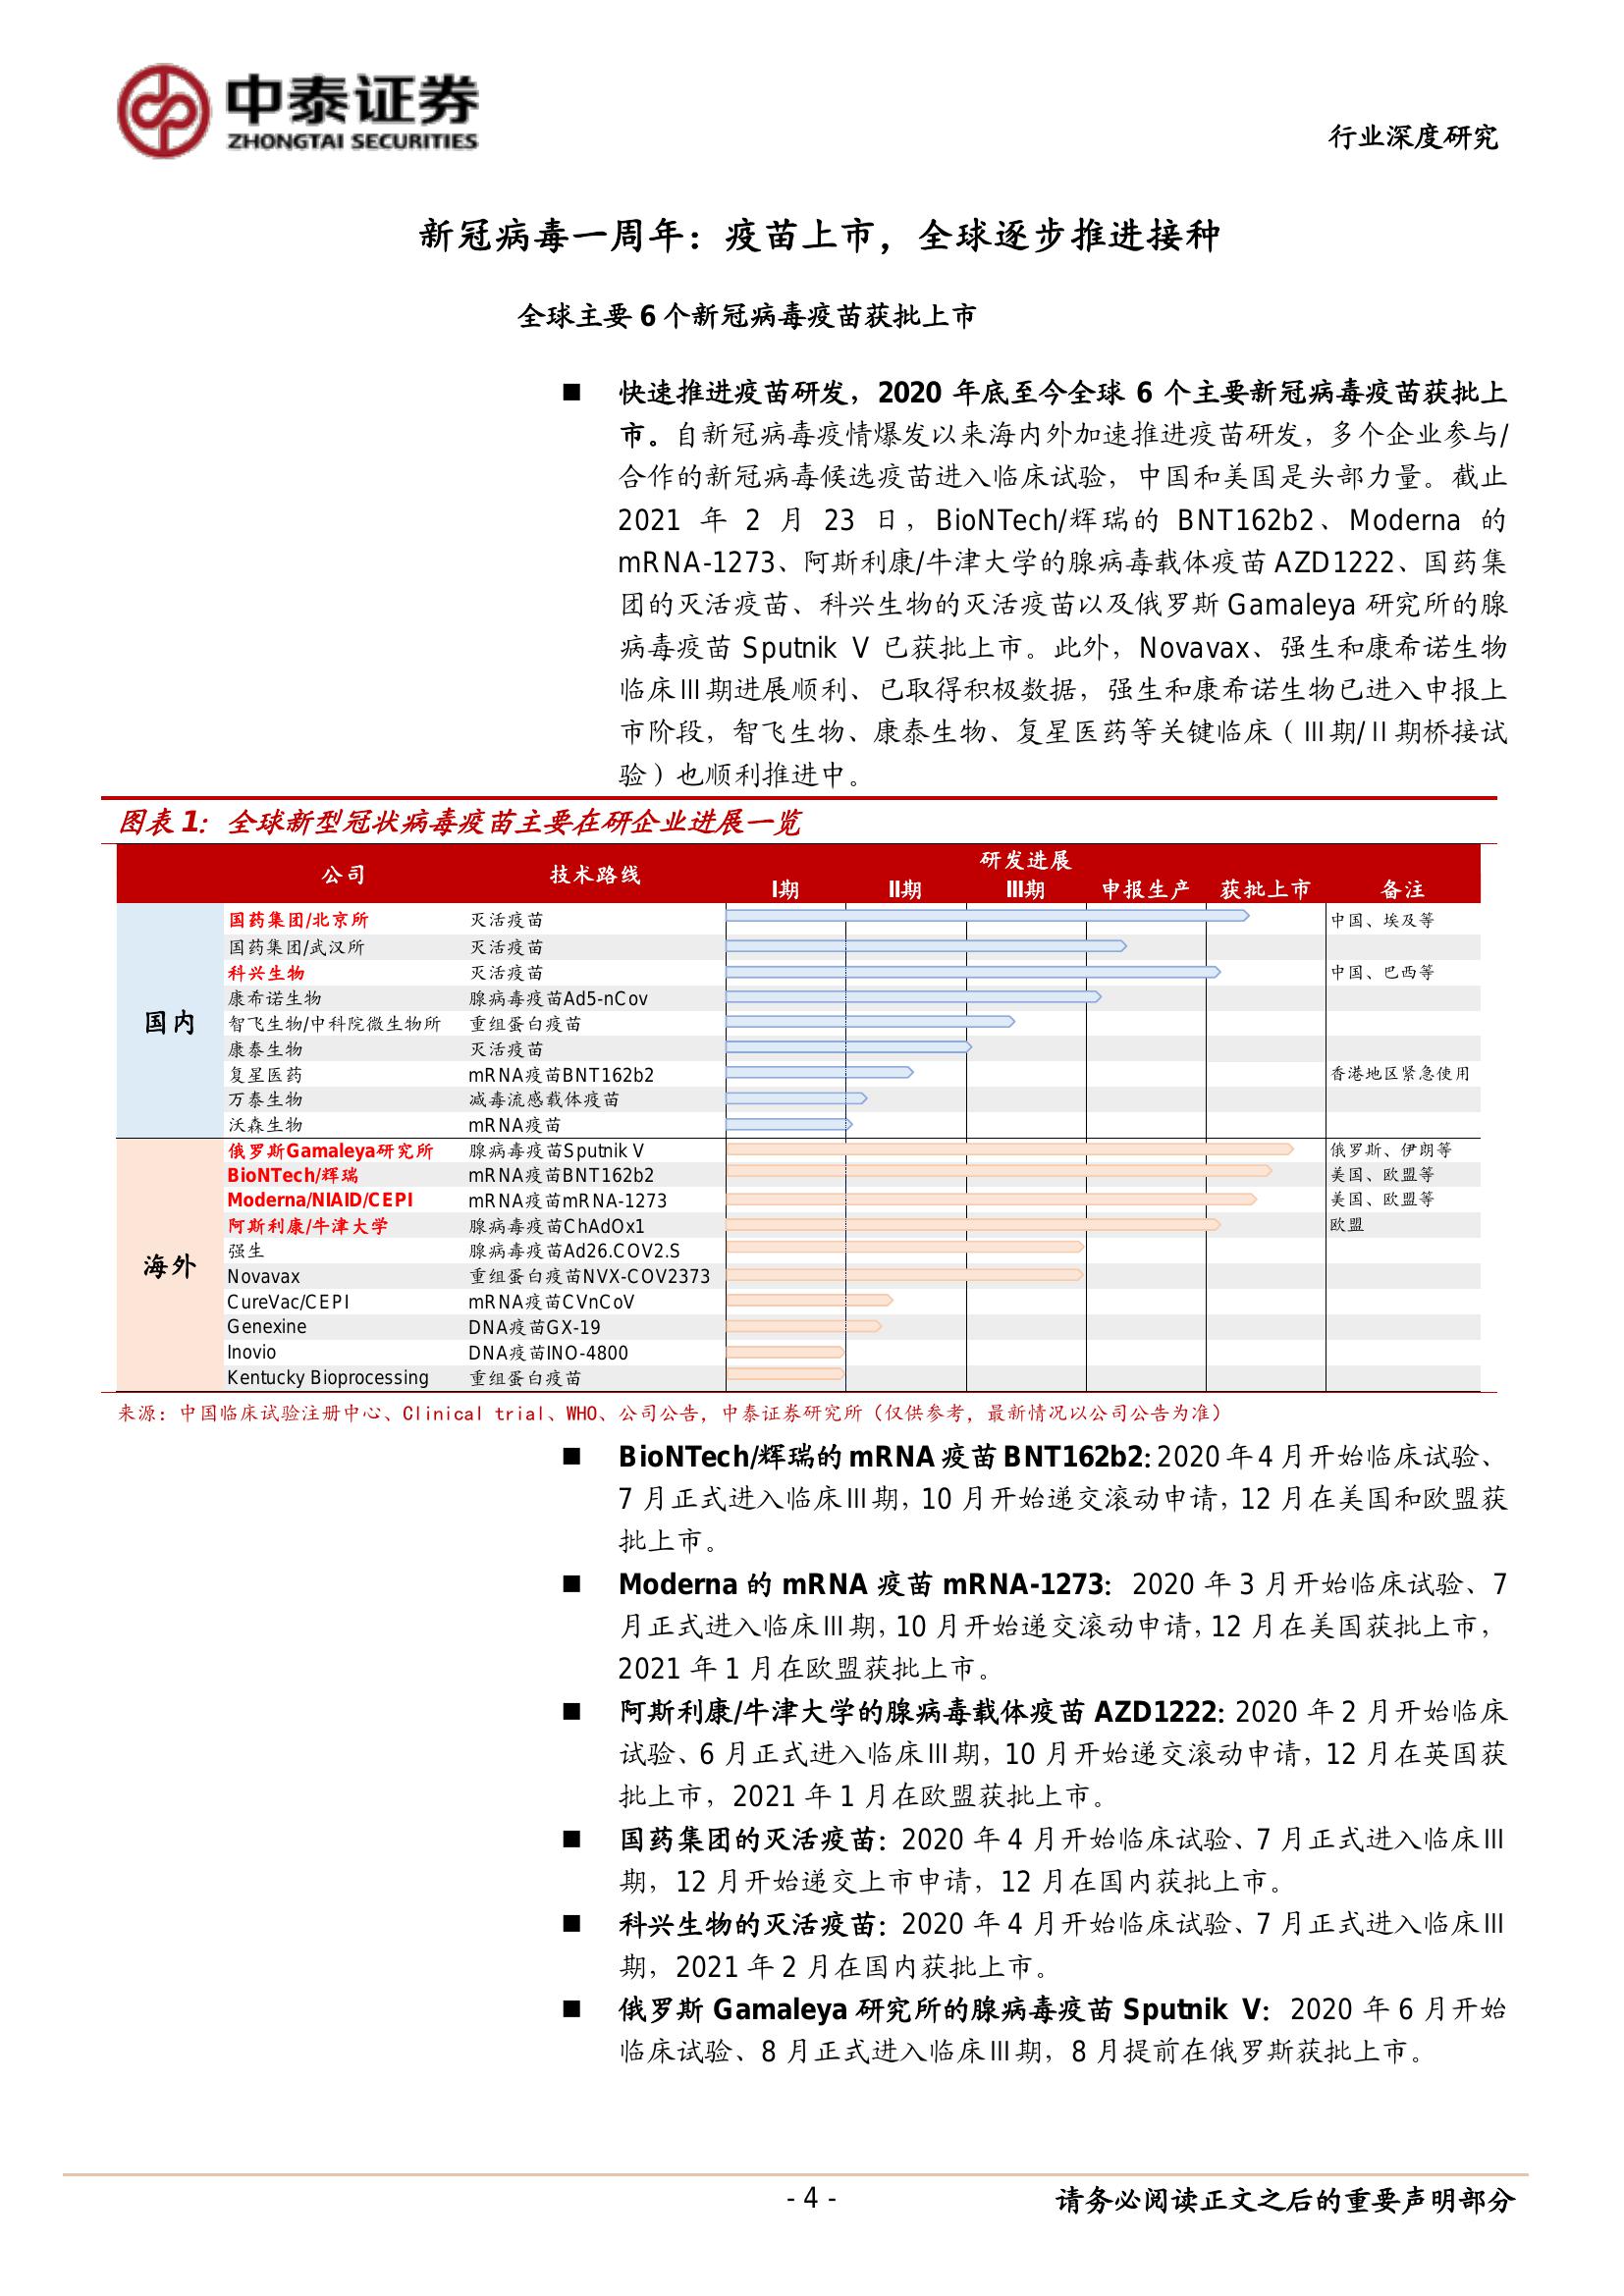 中泰证券
ZHONGTAI SECURITIES
行业深度研究
新冠病毒一周年：疫苗上市，全球逐步推进接种
全球主要 6 个新冠病毒疫苗获批上市
■ 快速推进疫苗研发，2020 年底至今全球 6 个主要新冠病毒疫苗获批上
市。自新冠病毒疫情爆发以来海内外加速推进疫苗研发，多个企业参与/
合作的新冠病毒候选疫苗进入临床试验，中国和美国是头部力量。截止
2021 年 2 月 23 日，BioNTech/辉瑞的 BNT162b2、Moderna 的
mRNA-1273、阿斯利康/牛津大学的腺病毒载体疫苗 AZD1222、国药集
团的灭活疫苗、科兴生物的灭活疫苗以及俄罗斯 Gamaleya 研究所的腺
病毒疫苗 Sputnik V 已获批上市。此外，Novavax、强生和康希诺生物
临床Ⅲ期进展顺利、已取得积极数据，强生和康希诺生物已进入申报上
市阶段，智飞生物、康泰生物、复星医药等关键临床（Ⅲ期/Ⅱ期桥接试
验）也顺利推进中。
图表 1：全球新型冠状病毒疫苗主要在研企业进展一览
公司 技术路线 研发进展
I期 II期 III期 申报生产 获批上市 备注
国内
国药集团/北京所 灭活疫苗 中国、埃及等
国药集团/武汉所 灭活疫苗
科兴生物 灭活疫苗 中国、巴西等
康希诺生物 腺病毒疫苗Ad5-nCov
智飞生物/中科院微生物所 重组蛋白疫苗
康泰生物 灭活疫苗
复星医药 mRNA疫苗BNT162b2 香港地区紧急使用
万泰生物 减毒流感载体疫苗
沃森生物 mRNA疫苗
海外
俄罗斯Gamaleya研究所 腺病毒疫苗Sputnik V 俄罗斯、伊朗等
BioNTech/辉瑞 mRNA疫苗BNT162b2 美国、欧盟等
Moderna/NIAID/CEPI mRNA疫苗mRNA-1273 美国、欧盟等
阿斯利康/牛津大学 腺病毒疫苗ChAdOx1 欧盟
强生 腺病毒疫苗Ad26.COV2.S
Novavax 重组蛋白疫苗NVX-COV2373
CureVac/CEPI mRNA疫苗CVnCoV
Genexine DNA疫苗GX-19
Inovio DNA疫苗INO-4800
Kentucky Bioprocessing 重组蛋白疫苗
来源：中国临床试验注册中心、Clinical trial、WHO、公司公告，中泰证券研究所（仅供参考，最新情况以公司公告为准）
■ BioNTech/辉瑞的 mRNA 疫苗 BNT162b2：2020 年 4 月开始临床试验、
7 月正式进入临床Ⅲ期，10 月开始递交滚动申请，12 月在美国和欧盟获
批上市。
■ Moderna 的 mRNA 疫苗 mRNA-1273：2020 年 3 月开始临床试验、7
月正式进入临床Ⅲ期，10 月开始递交滚动申请，12 月在美国获批上市，
2021 年 1 月在欧盟获批上市。
■ 阿斯利康/牛津大学的腺病毒载体疫苗 AZD1222：2020 年 2 月开始临床
试验、6 月正式进入临床Ⅲ期，10 月开始递交滚动申请，12 月在英国获
批上市，2021 年 1 月在欧盟获批上市。
■ 国药集团的灭活疫苗：2020 年 4 月开始临床试验、7 月正式进入临床Ⅲ
期，12 月开始递交上市申请，12 月在国内获批上市。
■ 科兴生物的灭活疫苗：2020 年 4 月开始临床试验、7 月正式进入临床Ⅲ
期，2021 年 2 月在国内获批上市。
■ 俄罗斯 Gamaleya 研究所的腺病毒疫苗 Sputnik V：2020 年 6 月开始
临床试验、8 月正式进入临床Ⅲ期，8 月提前在俄罗斯获批上市。
- 4 -
请务必阅读正文之后的重要声明部分